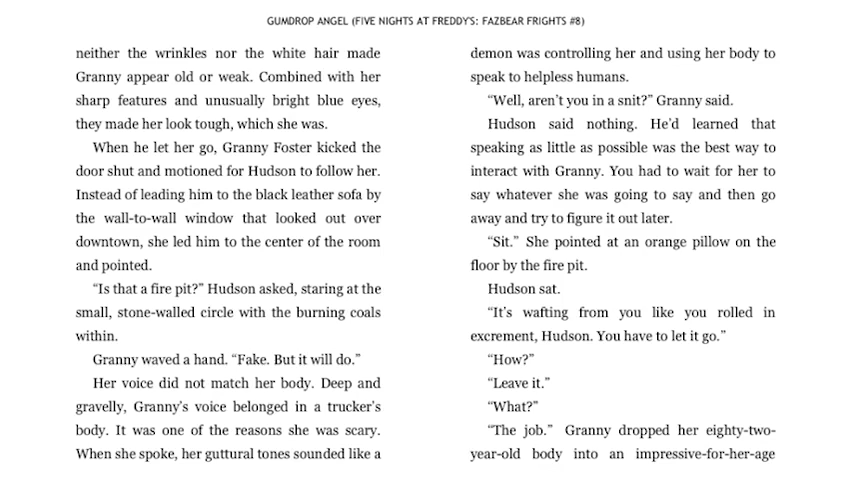 GUMDROP ANGEL (FIVE NIGHTS AT FREDDY'S: FAZBEAR FRIGHTS #8)
neither the wrinkles nor the white hair made
Granny appear old or weak. Combined with her
sharp features and unusually bright blue eyes,
they made her look tough, which she was.
When he let her go, Granny Foster kicked the
door shut and motioned for Hudson to follow her.
Instead of leading him to the black leather sofa by
the wall-to-wall window that looked out over
downtown, she led him to the center of the room
and pointed.
“Is that a fire pit?” Hudson asked, staring at the
small, stone-walled circle with the burning coals
within.
Granny waved a hand. “Fake. But it will do.”
Her voice did not match her body. Deep and
gravelly, Granny’s voice belonged in a trucker’s
body. It was one of the reasons she was scary.
When she spoke, her guttural tones sounded like a
demon was controlling her and using her body to
speak to helpless humans.
“Well, aren’t you in a snit?” Granny said.
Hudson said nothing. He’d learned that
speaking as little as possible was the best way to
interact with Granny. You had to wait for her to
say whatever she was going to say and then go
away and try to figure it out later.
“Sit.” She pointed at an orange pillow on the
floor by the fire pit.
Hudson sat.
“It’s wafting from you like you rolled in
excrement, Hudson. You have to let it go.”
“How?”
“Leave it.”
“What?”
“The job.” Granny dropped her eighty-two-
year-old body into an impressive-for-her-age